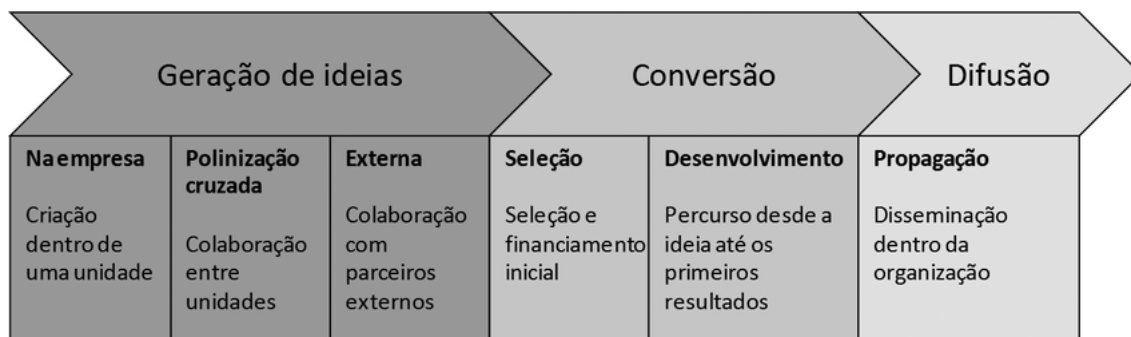 Geração de ideias
Conversão
Difusão
Na empresa
Criação
dentro de
uma unidade
Polinização
cruzada
Colaboração
entre
unidades
Externa
Colaboração
com
parceiros
externos
Seleção
Seleção e
financiamento
inicial
Desenvolvimento
Percurso desde a
ideia até os
primeiros
resultados
Propagação
Disseminação
dentro da
organização